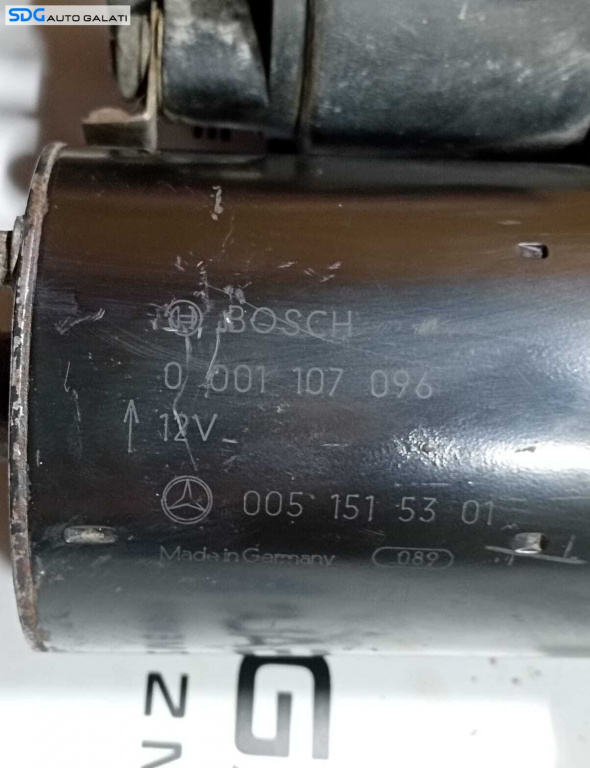 SDG AUTO GALATI
BOSCH
0 001 107 096
12V
005 151 53 01
Made in Germany 089